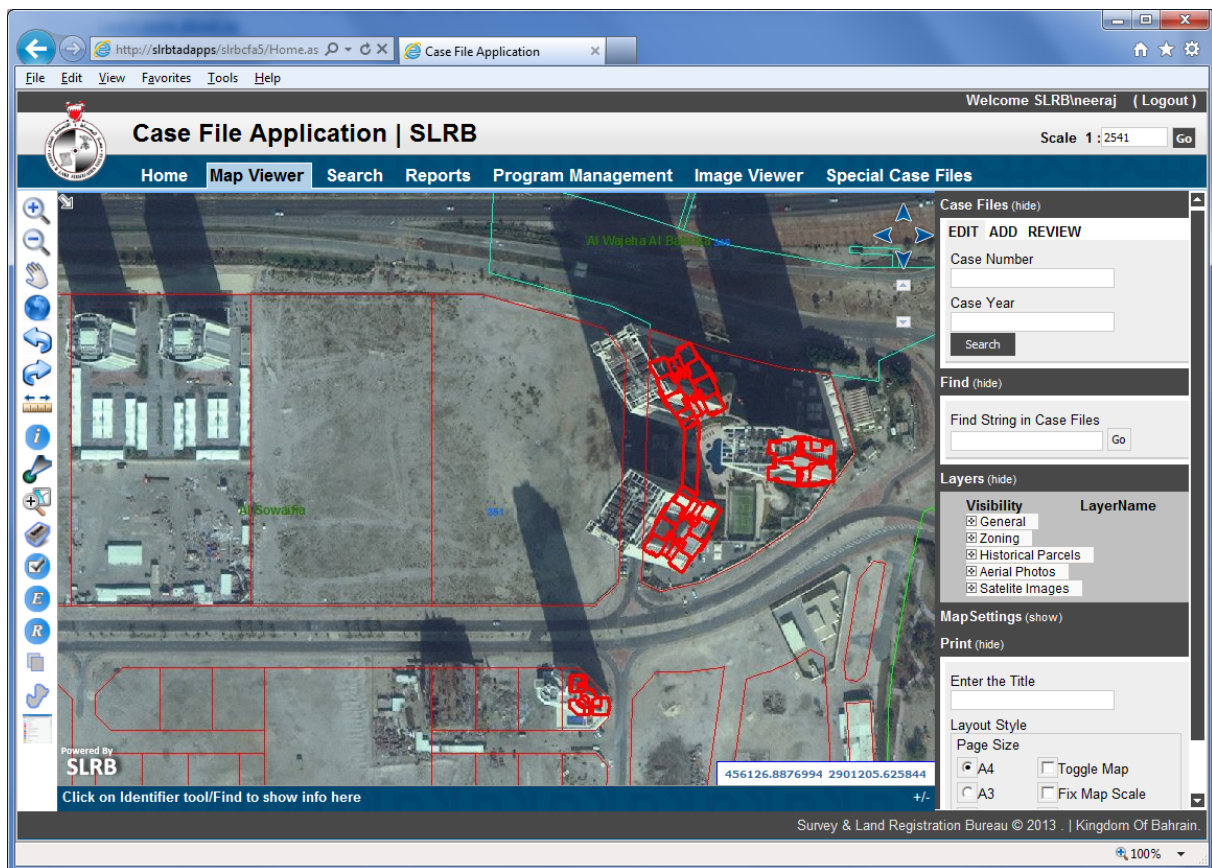 http://slrbtadapps/slrbcfa5/Home.as
Case File Application
File Edit View Favorites Tools Help
Welcome SLRB\neeraj ( Logout )
Case File Application | SLRB
Scale 1 : 2541 Go
Home Map Viewer Search Reports Program Management Image Viewer Special Case Files
Case Files (hide)
EDIT ADD REVIEW
Case Number
Case Year
Search
Find (hide)
Find String in Case Files
Go
Layers (hide)
Visibility LayerName
General
Zoning
Historical Parcels
Aerial Photos
Satelite Images
MapSettings (show)
Print (hide)
Enter the Title
Layout Style
Page Size
A4 Toggle Map
A3 Fix Map Scale
Al Wajeha Al
Al Sowaifia
281
i
E
R
Powered By
SLRB
456126.8876994 2901205.625844
Click on Identifier tool/Find to show info here +/-
Survey & Land Registration Bureau © 2013 . | Kingdom Of Bahrain.
100%